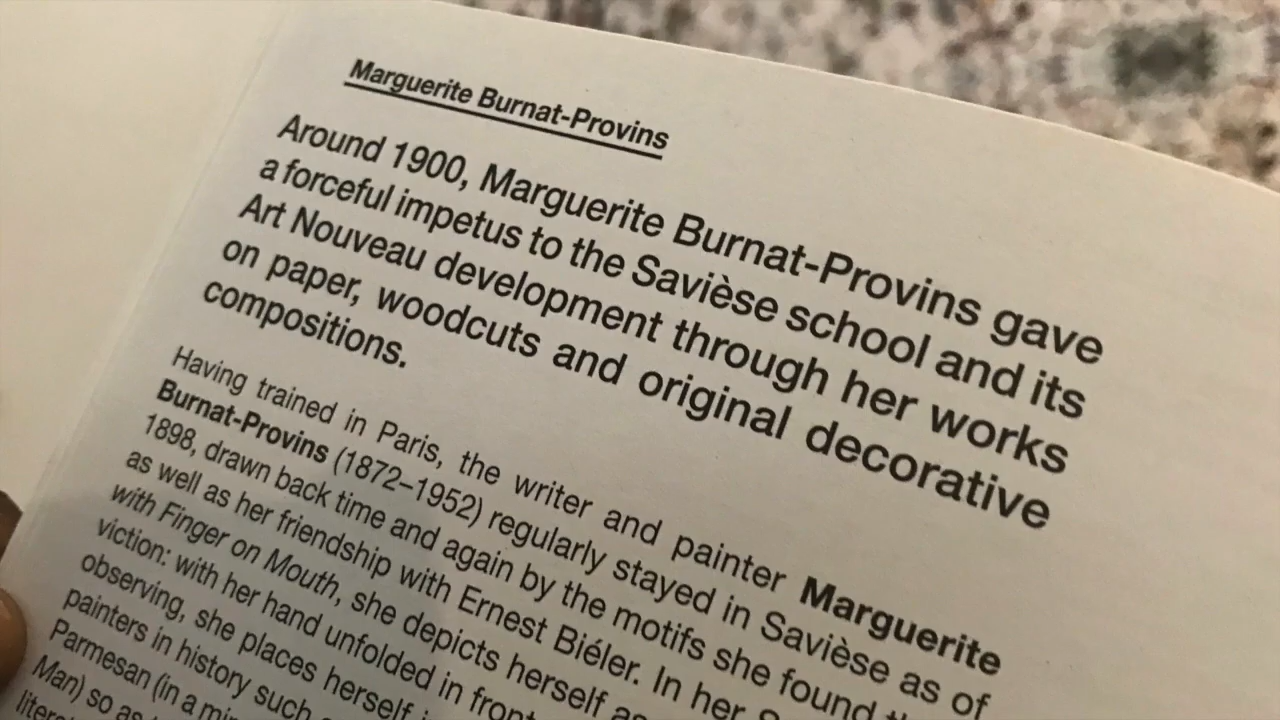 Marguerite Burnat-Provins
Around 1900, Marguerite Burnat-Provins gave
a forceful impetus to the Savièse school and its
Art Nouveau development through her works
on paper, woodcuts and original decorative
compositions.
Having trained in Paris, the writer and painter Marguerite
Burnat-Provins (1872–1952) regularly stayed in Savièse as of
1898, drawn back time and again by the motifs she found
as well as her friendship with Ernest Biéler. In her
with Finger on Mouth, she depicts herself as
viction: with her hand unfolded in front
observing, she places herself
painters in history such
Parmesan (in a
Man) so as